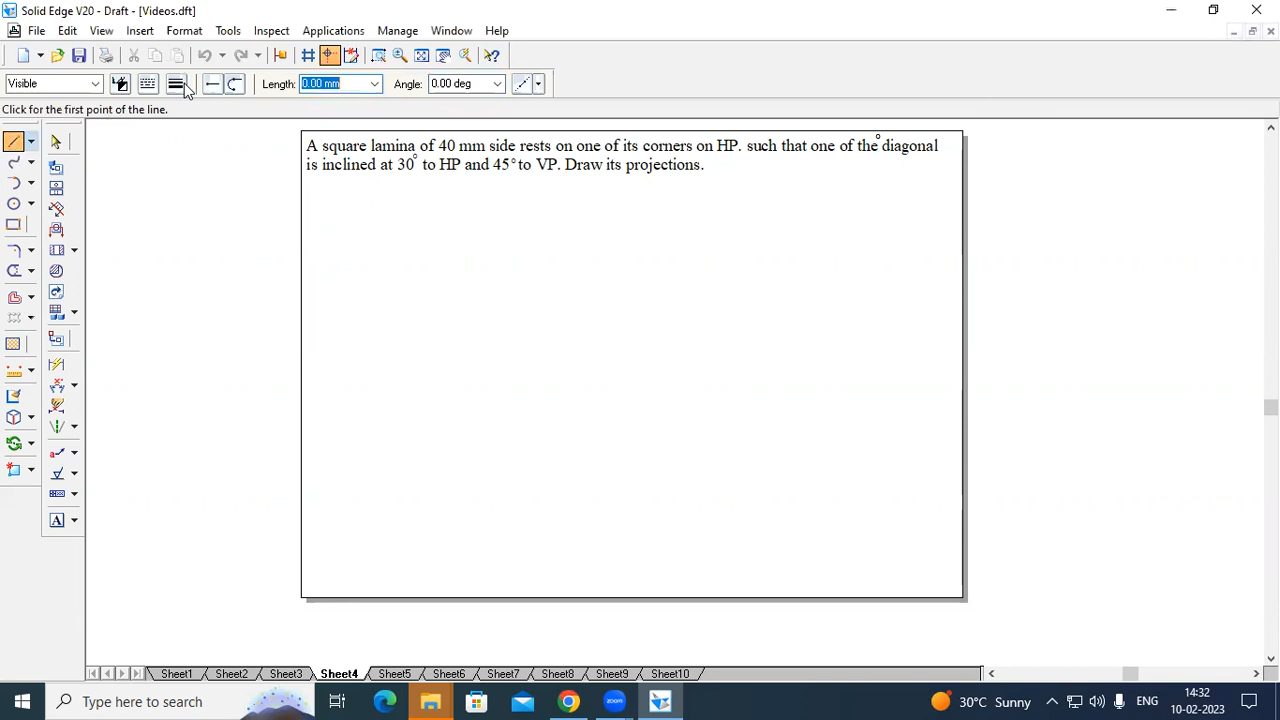 Solid Edge V20 - Draft - [Videos.dft]
File Edit View Insert Format Tools Inspect Applications Manage Window Help
Visible Length: 0.00 mm Angle: 0.00 deg
Click for the first point of the line.
A square lamina of 40 mm side rests on one of its corners on HP. such that one of the° diagonal
is inclined at 30° to HP and 45° to VP. Draw its projections.
A
Sheet1 Sheet2 Sheet3 Sheet4 Sheet5 Sheet6 Sheet7 Sheet8 Sheet9 Sheet10
Type here to search zoom 30°C Sunny ENG 14:32
10-02-2023